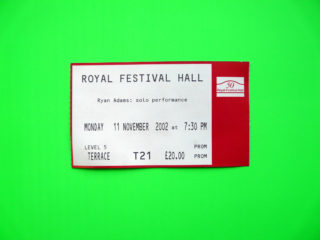 ROYAL FESTIVAL HALL
30
Ryan Adams: solo performance
MONDAY 11 NOVEMBER 2002 at 7:30 PM
LEVEL 5 PROM
TERRACE T21 £20.00 PROM